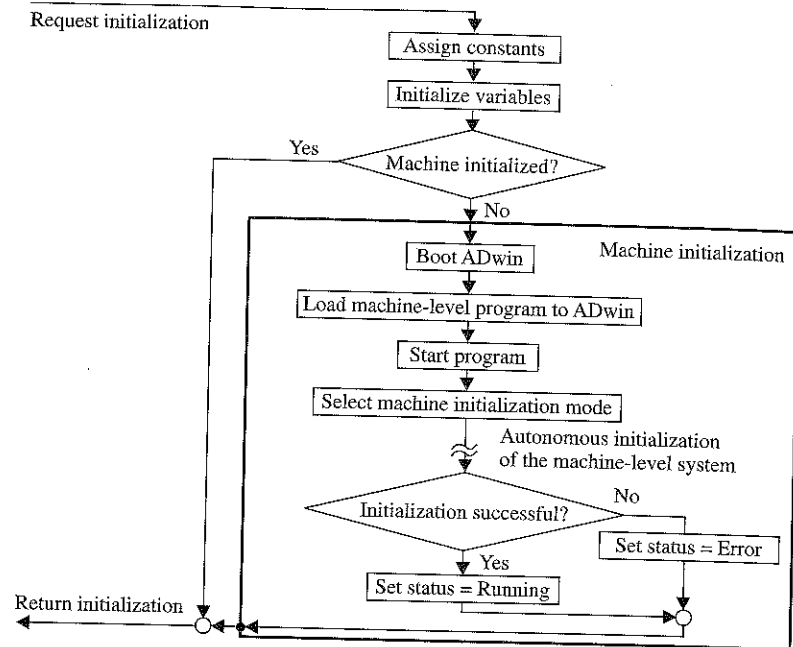 Request initialization
Assign constants
Initialize variables
Yes
Machine initialized?
No
Machine initialization
Boot ADwin
Load machine-level program to ADwin
Start program
Select machine initialization mode
Autonomous initialization
of the machine-level system
Initialization successful?
No
Set status = Error
Yes
Set status = Running
Return initialization